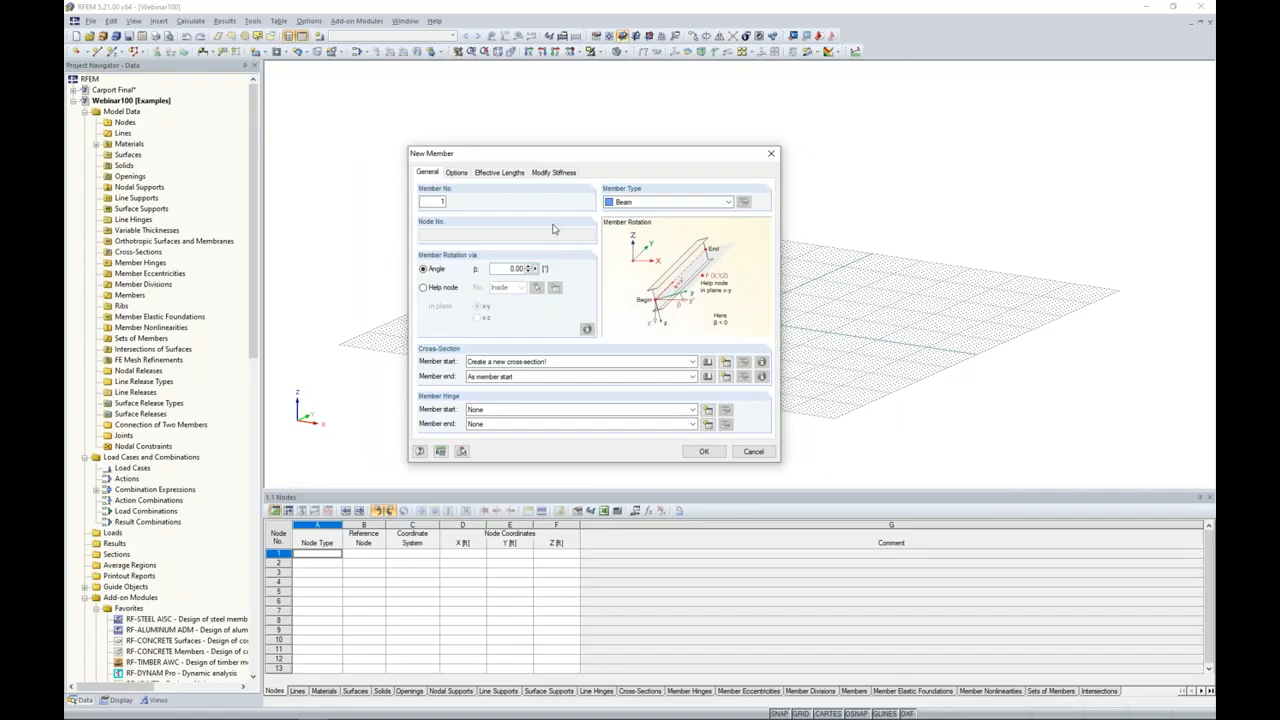 RFEM 5.21.00 x64 - [Webinar100]
File Edit View Insert Calculate Results Tools Table Options Add-on Modules Window Help
Project Navigator - Data
RFEM
Carport Final*
Webinar100 [Examples]
Model Data
Nodes
Lines
Materials
Surfaces
Solids
Openings
Nodal Supports
Line Supports
Surface Supports
Line Hinges
Variable Thicknesses
Orthotropic Surfaces and Membranes
Cross-Sections
Member Hinges
Member Eccentricities
Member Divisions
Members
Ribs
Member Elastic Foundations
Member Nonlinearities
Sets of Members
Intersections of Surfaces
FE Mesh Refinements
Nodal Releases
Line Release Types
Line Releases
Surface Release Types
Surface Releases
Connection of Two Members
Joints
Nodal Constraints
Load Cases and Combinations
Load Cases
Actions
Combination Expressions
Action Combinations
Load Combinations
Result Combinations
Loads
Results
Sections
Average Regions
Printout Reports
Guide Objects
Add-on Modules
Favorites
RF-STEEL AISC - Design of steel memb
RF-ALUMINUM ADM - Design of alum
RF-CONCRETE Surfaces - Design of co
RF-CONCRETE Members - Design of c
RF-TIMBER AWC - Design of timber m
RF-DYNAM Pro - Dynamic analysis
Data Display Views
New Member
General Options Effective Lengths Modify Stiffness
Member No.
1
Node No.
Member Rotation via
Angle β: 0.00 [°]
Help node No.: Inside
In plane: x-y
x-z
Member Type
Beam
Member Rotation
Z
Y
X
End
P (X,Y,Z)
Help node
in plane x-y
Begin
Here
β < 0
Cross-Section
Member start: Create a new cross-section!
Member end: As member start
Member Hinge
Member start: None
Member end: None
OK Cancel
Z
Y
X
1.1 Nodes
A B C D E F G
Node No. Node Type Reference Node Coordinate System Node Coordinates X [ft] Y [ft] Z [ft] Comment
1
2
3
4
5
6
7
8
9
10
11
12
13
Nodes Lines Materials Surfaces Solids Openings Nodal Supports Line Supports Surface Supports Line Hinges Cross-Sections Member Hinges Member Eccentricities Member Divisions Members Member Elastic Foundations Member Nonlinearities Sets of Members Intersections
SNAP GRID CARTES OSNAP GLINES DXF